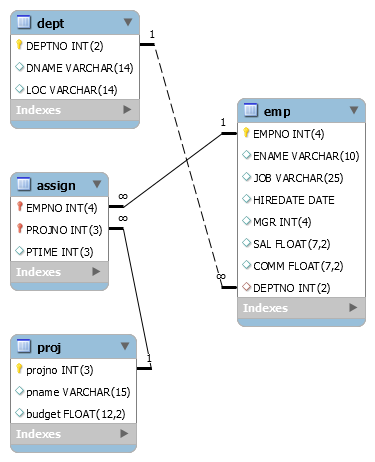 dept
DEPTNO INT(2)
DNAME VARCHAR(14)
LOC VARCHAR(14)
Indexes
1
∞
assign
EMPNO INT(4)
PROJNO INT(3)
PTIME INT(3)
Indexes
∞
∞
1
proj
projno INT(3)
pname VARCHAR(15)
budget FLOAT(12,2)
Indexes
1
emp
EMPNO INT(4)
ENAME VARCHAR(10)
JOB VARCHAR(25)
HIREDATE DATE
MGR INT(4)
SAL FLOAT(7,2)
COMM FLOAT(7,2)
DEPTNO INT(2)
Indexes